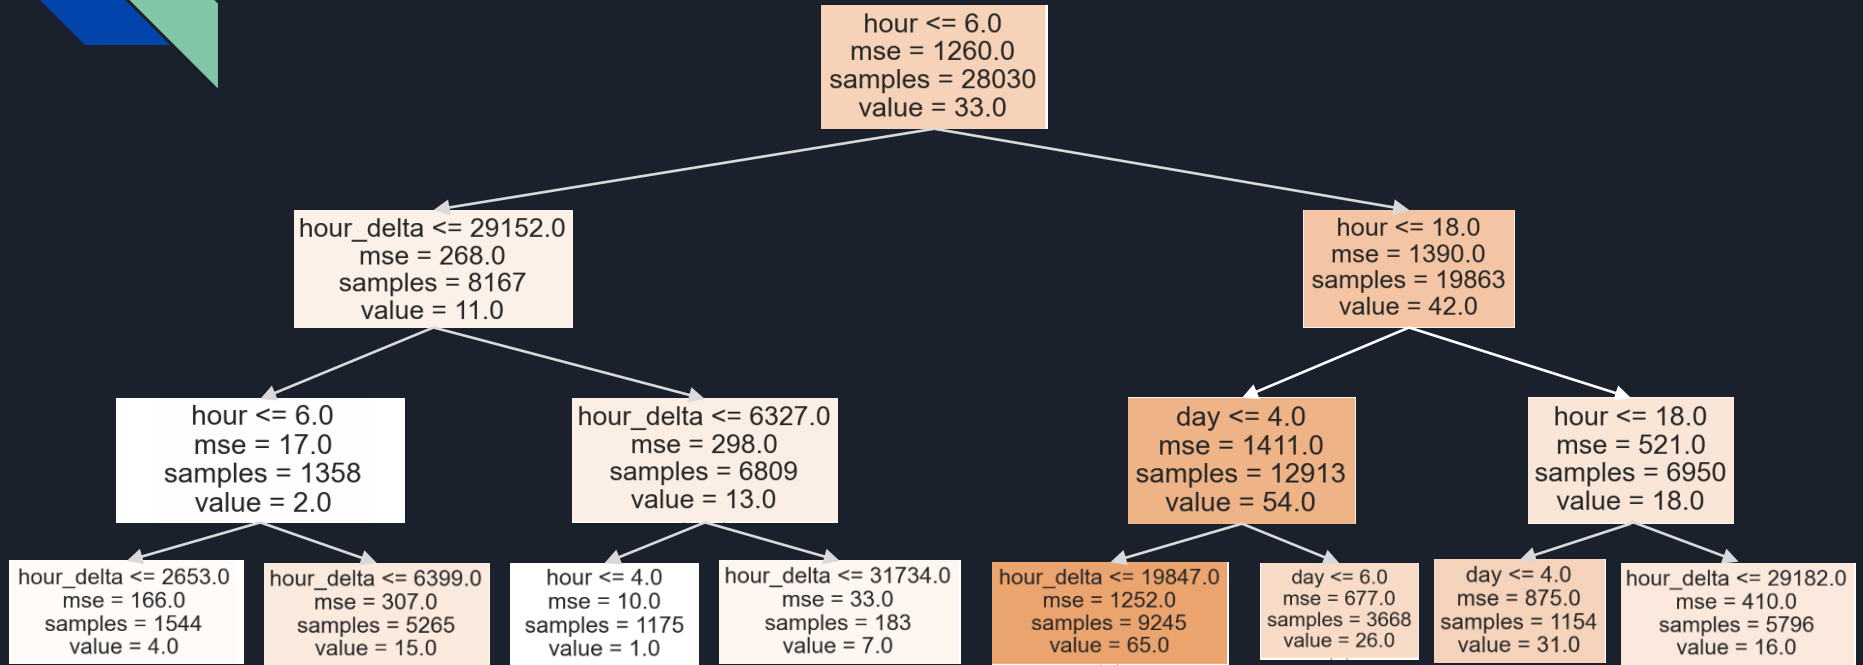 hour <= 6.0
mse = 1260.0
samples = 28030
value = 33.0
hour_delta <= 29152.0
mse = 268.0
samples = 8167
value = 11.0
hour <= 18.0
mse = 1390.0
samples = 19863
value = 42.0
hour <= 6.0
mse = 17.0
samples = 1358
value = 2.0
hour_delta <= 6327.0
mse = 298.0
samples = 6809
value = 13.0
day <= 4.0
mse = 1411.0
samples = 12913
value = 54.0
hour <= 18.0
mse = 521.0
samples = 6950
value = 18.0
hour_delta <= 2653.0
mse = 166.0
samples = 1544
value = 4.0
hour_delta <= 6399.0
mse = 307.0
samples = 5265
value = 15.0
hour <= 4.0
mse = 10.0
samples = 1175
value = 1.0
hour_delta <= 31734.0
mse = 33.0
samples = 183
value = 7.0
hour_delta <= 19847.0
mse = 1252.0
samples = 9245
value = 65.0
day <= 6.0
mse = 677.0
samples = 3668
value = 26.0
day <= 4.0
mse = 875.0
samples = 1154
value = 31.0
hour_delta <= 29182.0
mse = 410.0
samples = 5796
value = 16.0